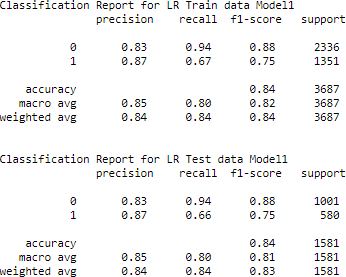 Classification Report for LR Train data Model1
precision recall f1-score support
0 0.83 0.94 0.88 2336
1 0.87 0.67 0.75 1351
accuracy 0.84 3687
macro avg 0.85 0.80 0.82 3687
weighted avg 0.84 0.84 0.84 3687
Classification Report for LR Test data Model1
precision recall f1-score support
0 0.83 0.94 0.88 1001
1 0.87 0.66 0.75 580
accuracy 0.84 1581
macro avg 0.85 0.80 0.81 1581
weighted avg 0.84 0.84 0.83 1581